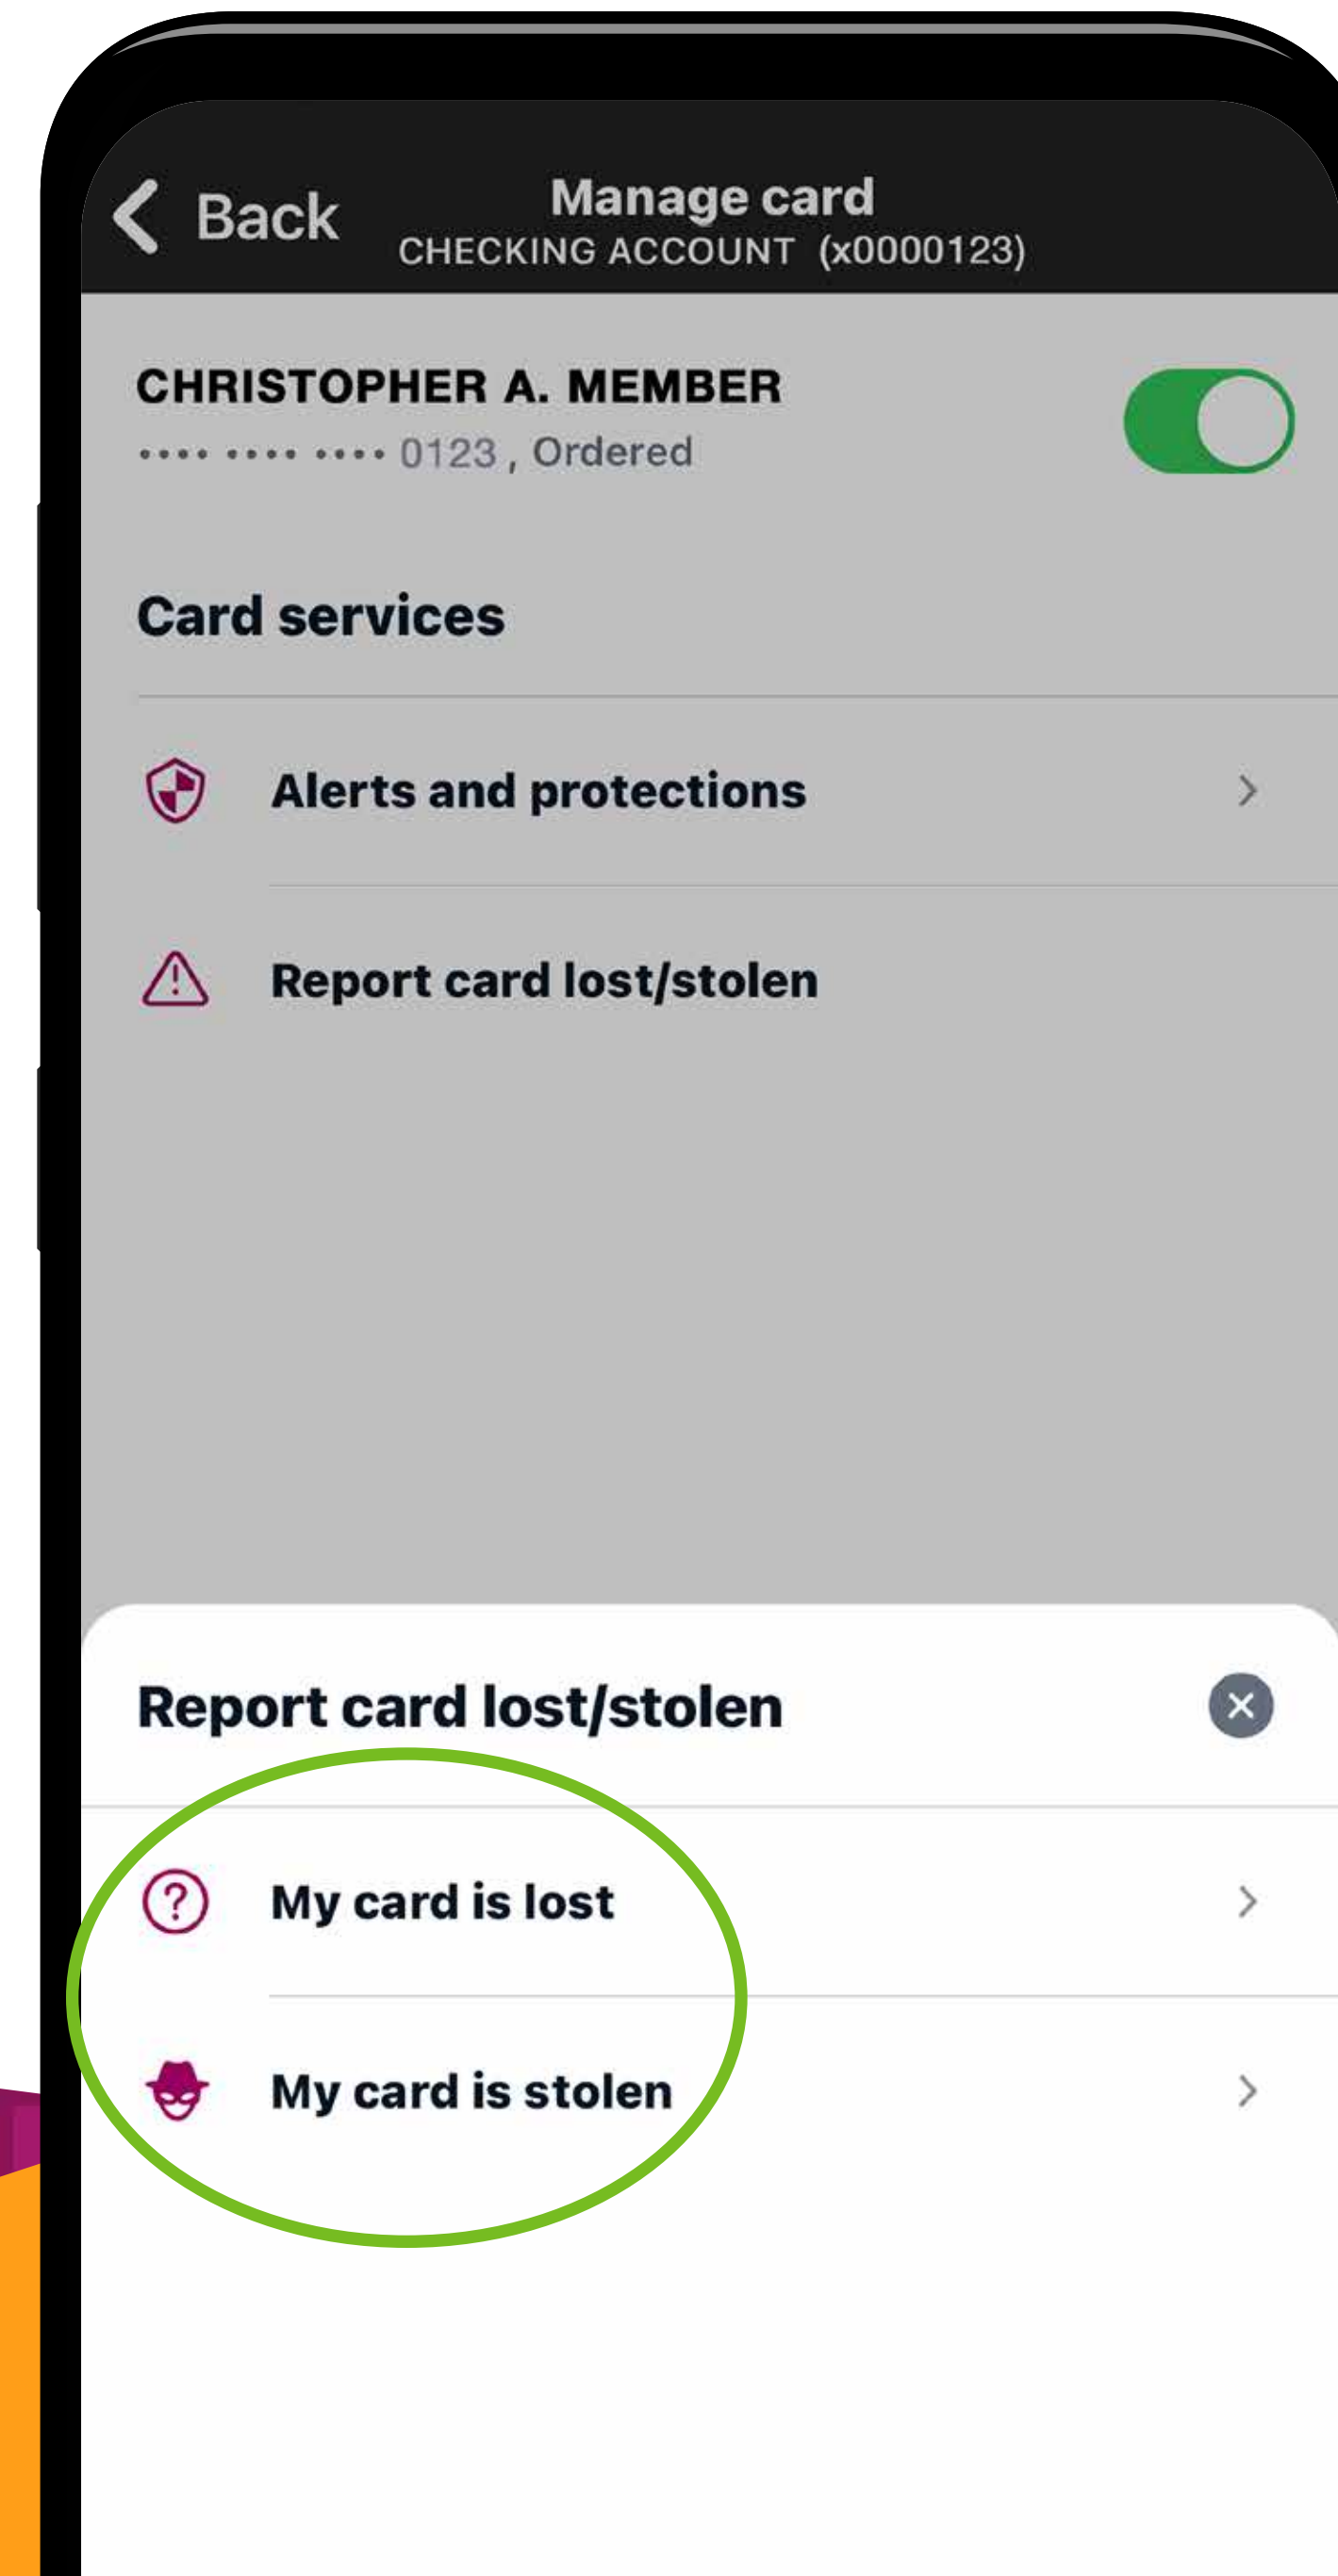 Back
Manage card
CHECKING ACCOUNT (x0000123)
CHRISTOPHER A. MEMBER
•••• •••• •••• 0123 , Ordered
Card services
Alerts and protections
Report card lost/stolen
Report card lost/stolen
My card is lost
My card is stolen